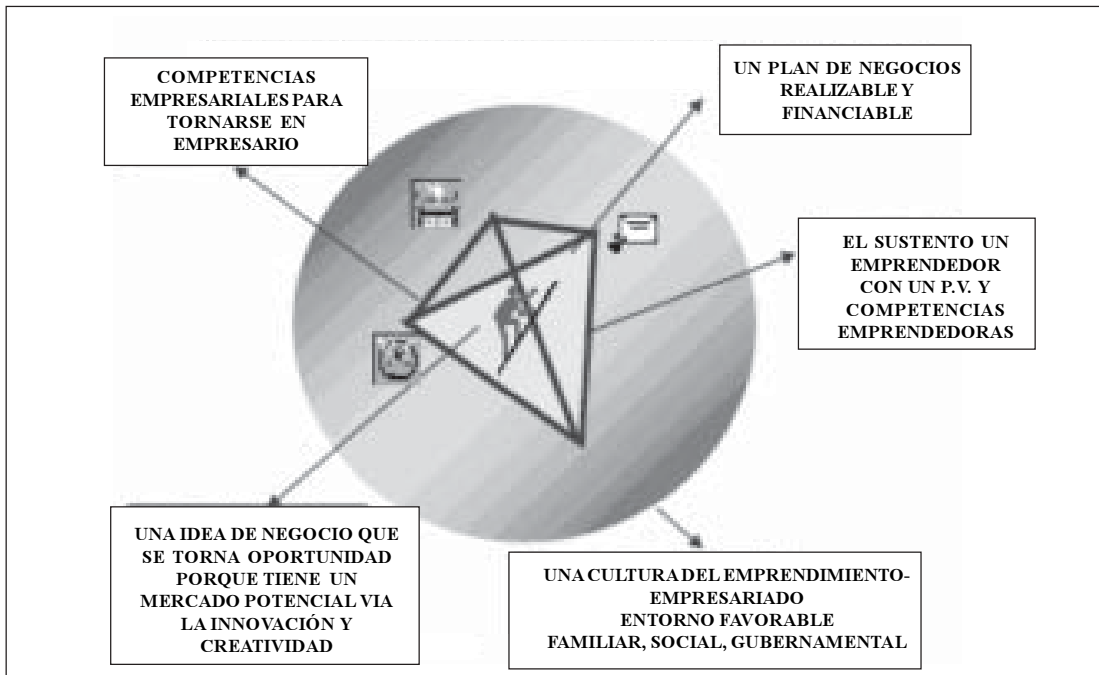 COMPETENCIAS
EMPRESARIALES PARA
TORNARSE EN
EMPRESARIO
UN PLAN DE NEGOCIOS
REALIZABLE Y
FINANCIABLE
EL SUSTENTO UN
EMPRENDEDOR
CON UN P.V. Y
COMPETENCIAS
EMPRENDEDORAS
UNA IDEA DE NEGOCIO QUE
SE TORNA OPORTUNIDAD
PORQUE TIENE UN
MERCADO POTENCIAL VIA
LA INNOVACIÓN Y
CREATIVIDAD
UNA CULTURA DEL EMPRENDIMIENTO-
EMPRESARIADO
ENTORNO FAVORABLE
FAMILIAR, SOCIAL, GUBERNAMENTAL